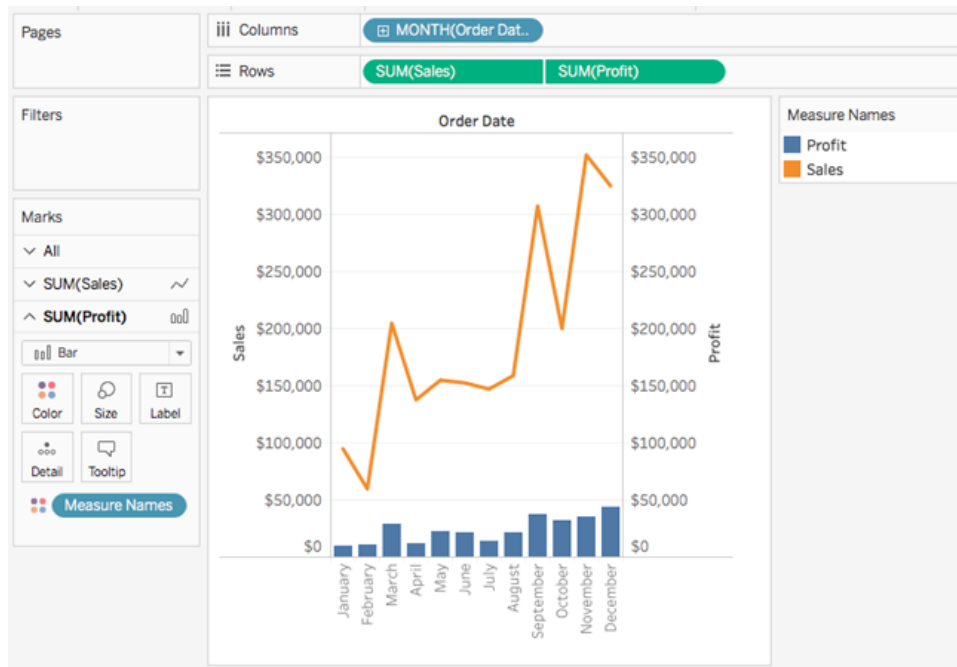 Pages
Columns
MONTH(Order Dat..
Rows
SUM(Sales)
SUM(Profit)
Filters
Marks
All
SUM(Sales)
SUM(Profit)
Bar
Color
Size
Label
Detail
Tooltip
Measure Names
Order Date
$350,000
$300,000
$250,000
$200,000
$150,000
$100,000
$50,000
$0
Sales
$350,000
$300,000
$250,000
$200,000
$150,000
$100,000
$50,000
$0
Profit
January
February
March
April
May
June
July
August
September
October
November
December
Measure Names
Profit
Sales